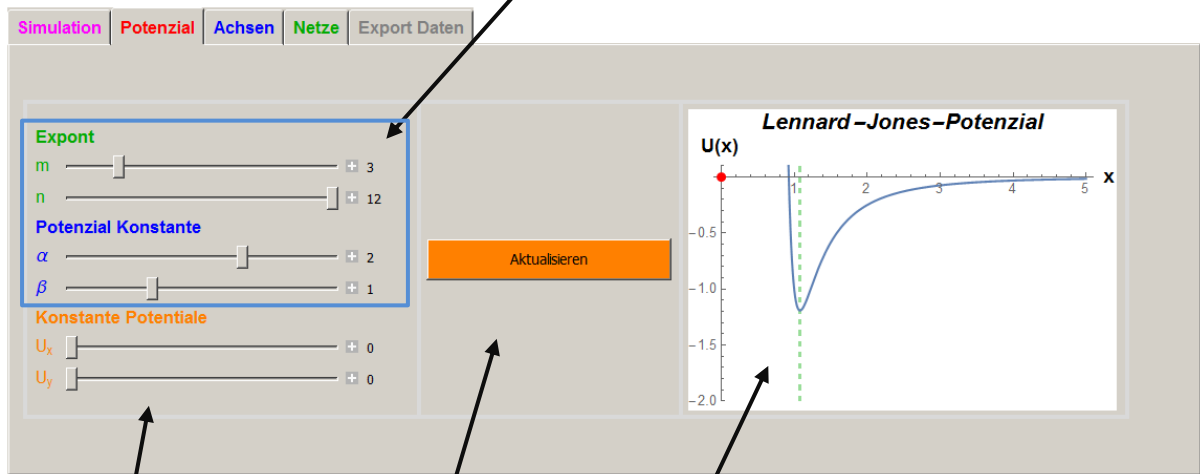 Simulation Potenzial Achsen Netze Export Daten
Expont
m 3
n 12
Potenzial Konstante
α 2
β 1
Konstante Potentiale
Ux 0
Uy 0
Aktualisieren
Lennard-Jones-Potenzial
U(x)
x
1 2 3 4 5
-0.5
-1.0
-1.5
-2.0